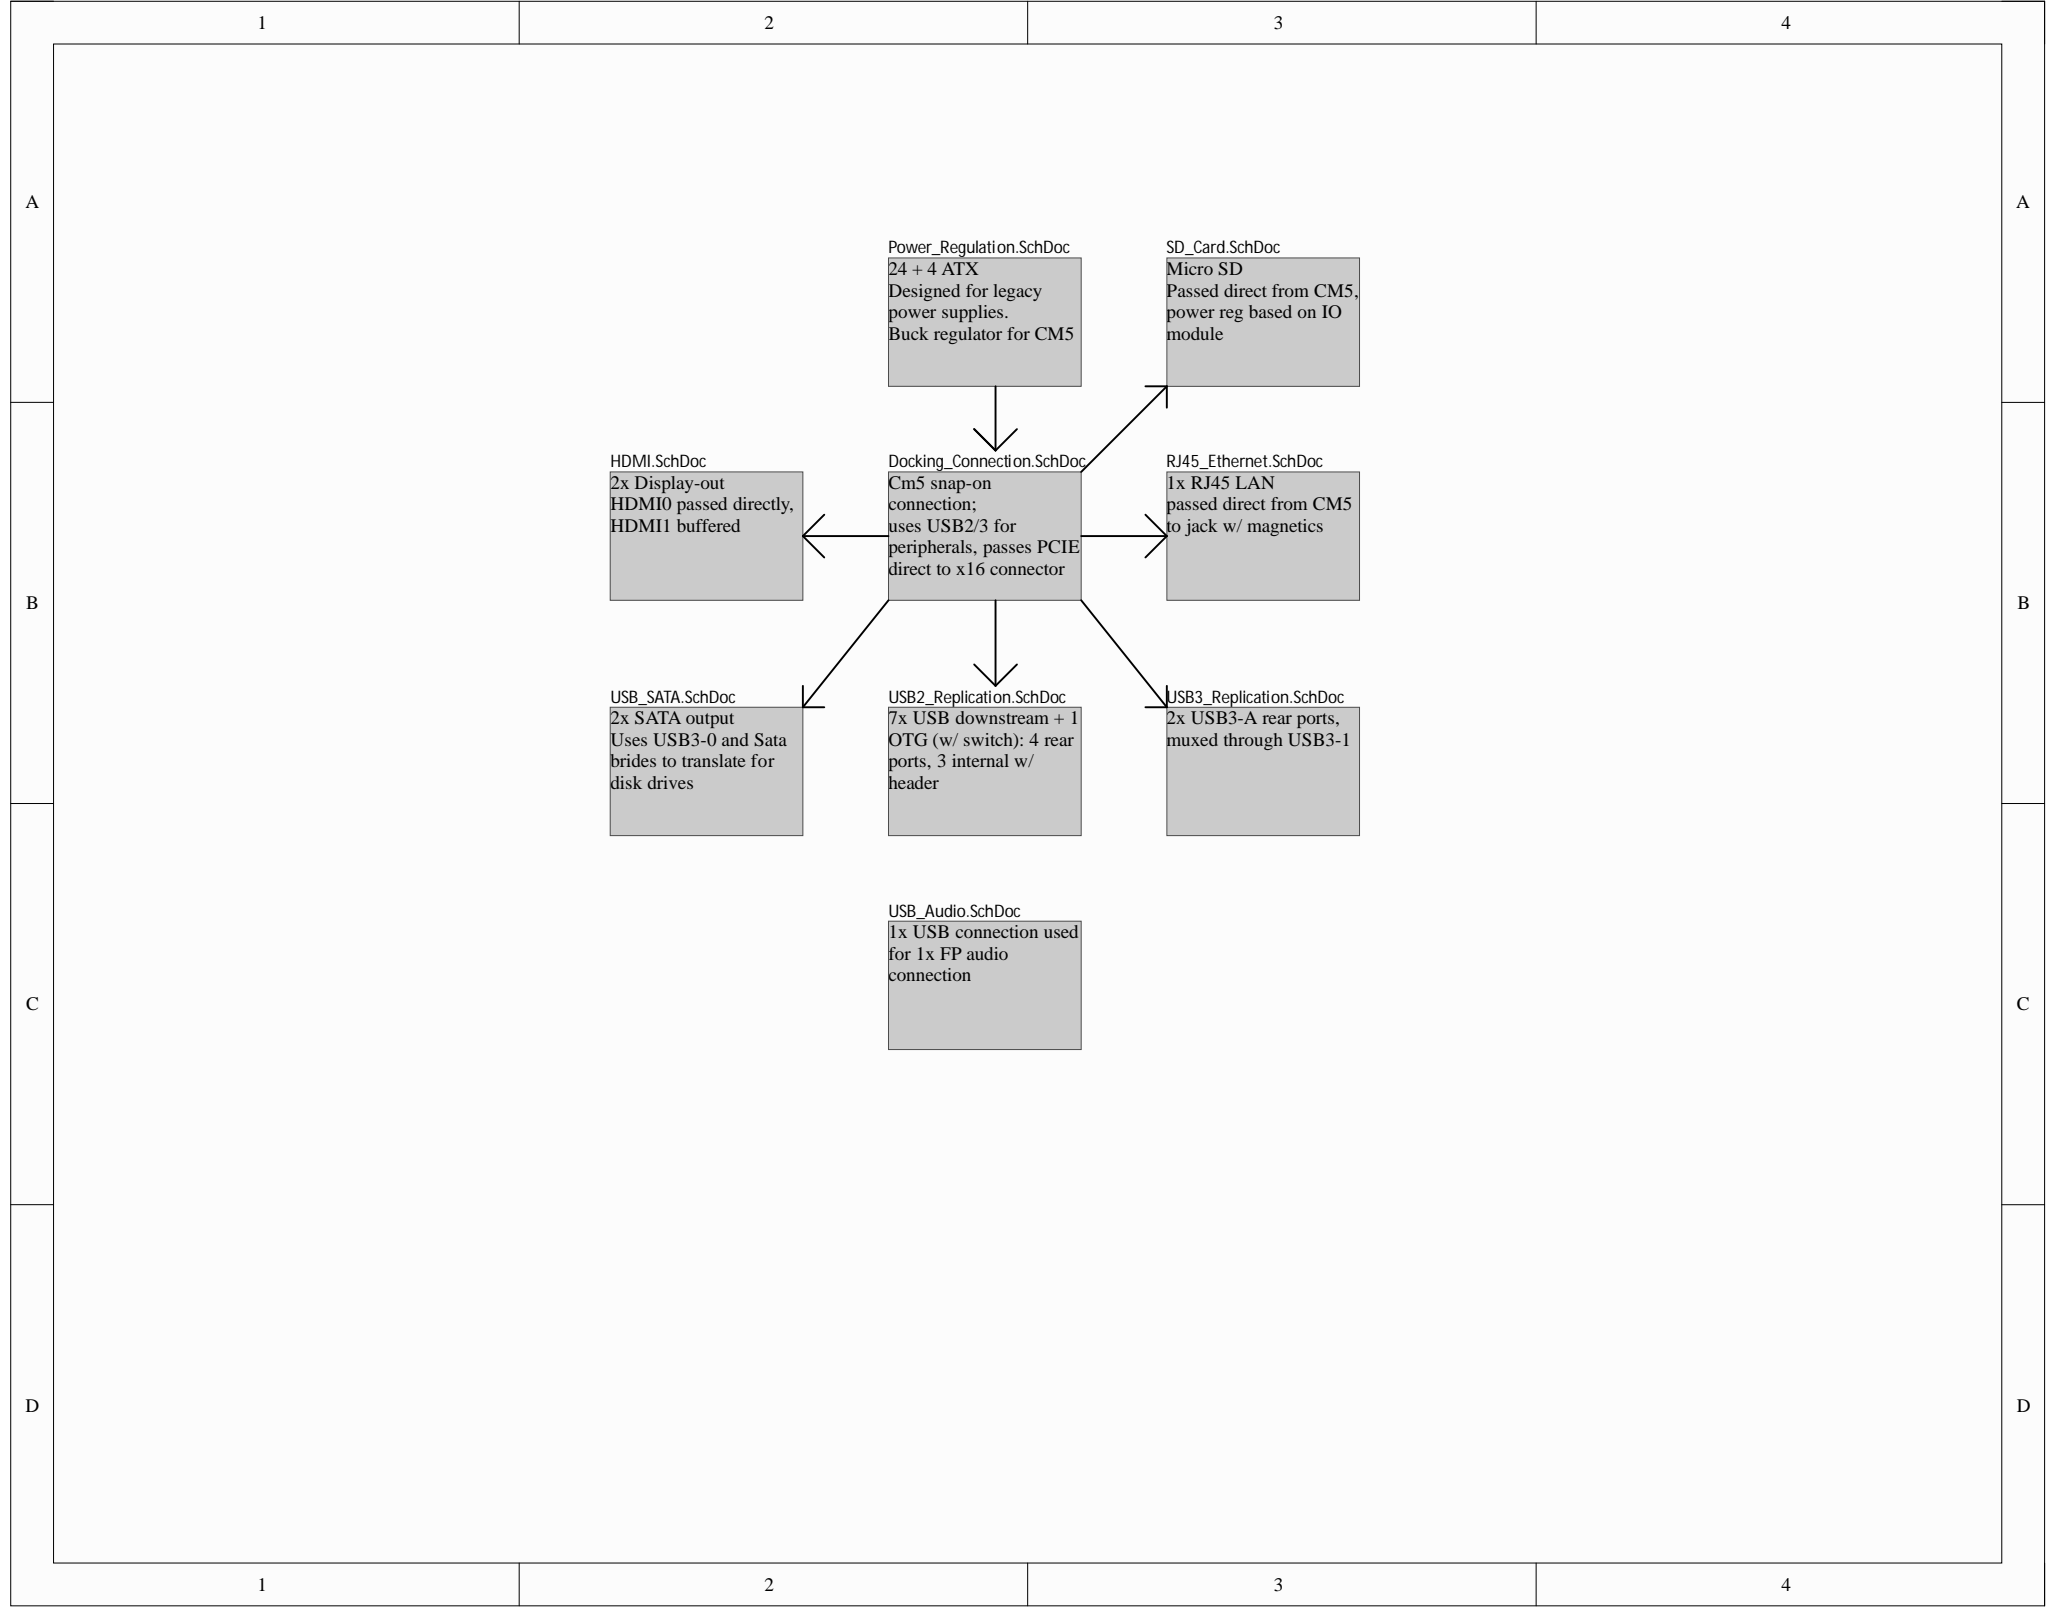 1 2 3 4
A A
Power_Regulation.SchDoc
24 + 4 ATX
Designed for legacy
power supplies.
Buck regulator for CM5
SD_Card.SchDoc
Micro SD
Passed direct from CM5,
power reg based on IO
module
HDMI.SchDoc
2x Display-out
HDMI0 passed directly,
HDMI1 buffered
Docking_Connection.SchDoc
Cm5 snap-on
connection;
uses USB2/3 for
peripherals, passes PCIE
direct to x16 connector
RJ45_Ethernet.SchDoc
1x RJ45 LAN
passed direct from CM5
to jack w/ magnetics
B B
USB_SATA.SchDoc
2x SATA output
Uses USB3-0 and Sata
brides to translate for
disk drives
USB2_Replication.SchDoc
7x USB downstream + 1
OTG (w/ switch): 4 rear
ports, 3 internal w/
header
USB3_Replication.SchDoc
2x USB3-A rear ports,
muxed through USB3-1
USB_Audio.SchDoc
1x USB connection used
for 1x FP audio
connection
C C
D D
1 2 3 4